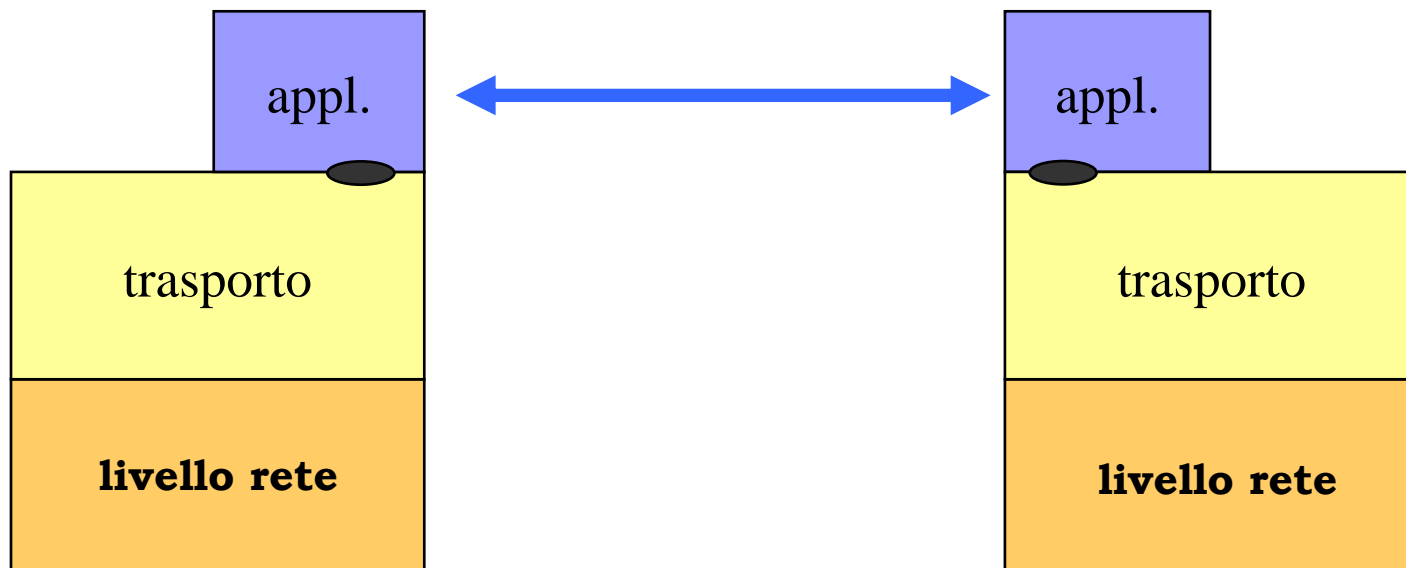 appl.
appl.
trasporto
trasporto
livello rete
livello rete